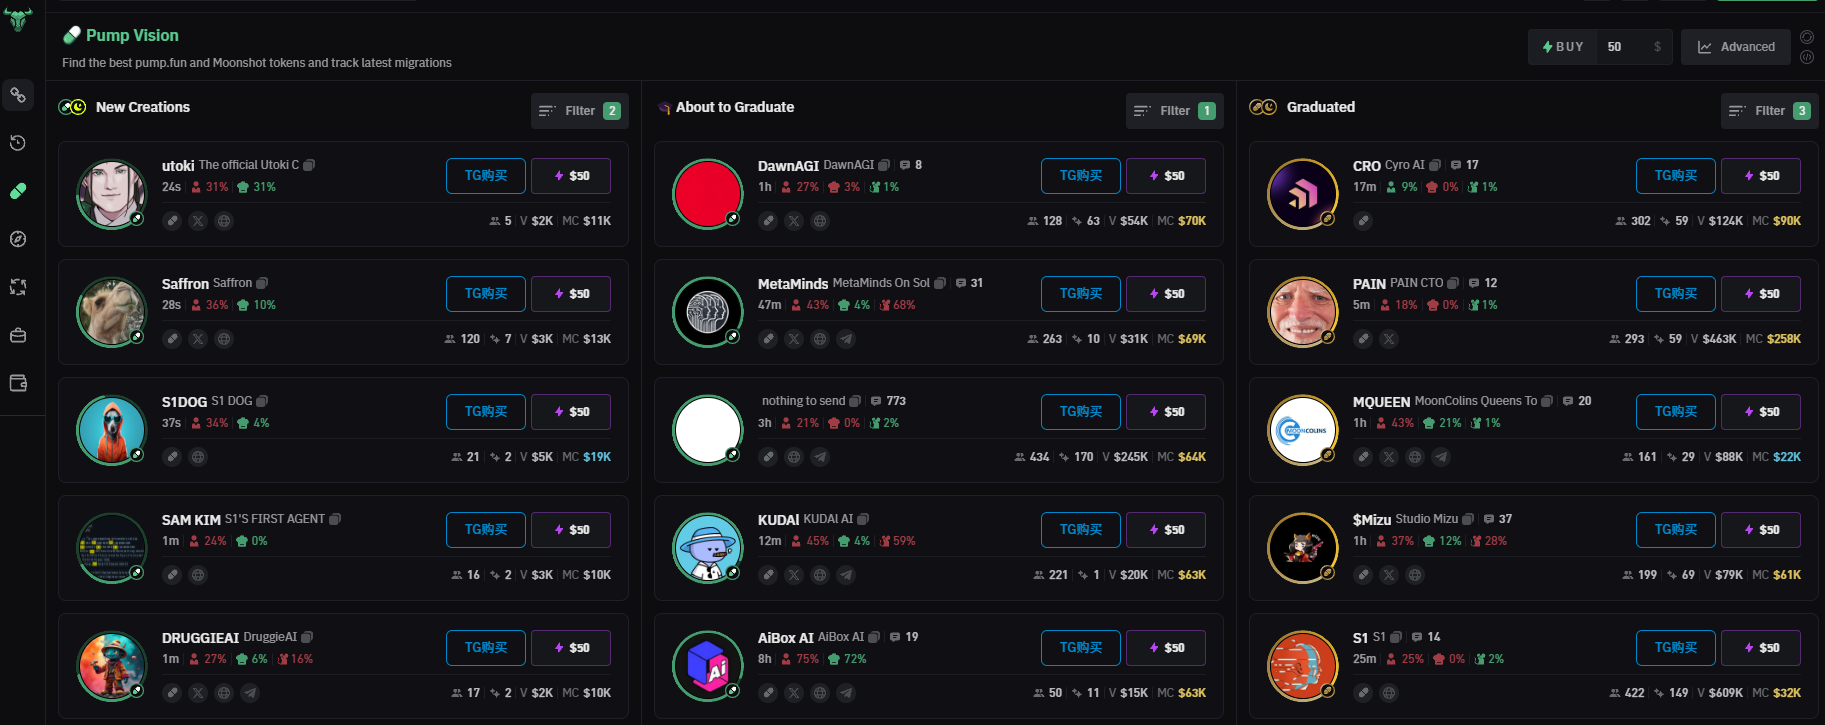 Pump Vision
Find the best pump.fun and Moonshot tokens and track latest migrations
BUY 50 $ Advanced
New Creations Filter 2
utoki The official Utoki C
24s 31% 31%
TG购买 $50
5 V $2K MC $11K
Saffron Saffron
28s 36% 10%
TG购买 $50
120 7 V $3K MC $13K
S1DOG S1 DOG
37s 34% 4%
TG购买 $50
21 2 V $5K MC $19K
SAM KIM S1'S FIRST AGENT
1m 24% 0%
TG购买 $50
16 2 V $3K MC $10K
DRUGGIEAI DruggieAI
1m 27% 6% 16%
TG购买 $50
17 2 V $2K MC $10K
About to Graduate Filter 1
DawnAGI DawnAGI 8
1h 27% 3% 1%
TG购买 $50
128 63 V $54K MC $70K
MetaMinds MetaMinds On Sol 31
47m 43% 4% 68%
TG购买 $50
263 10 V $31K MC $69K
nothing to send 773
3h 21% 0% 2%
TG购买 $50
434 170 V $245K MC $64K
KUDAI KUDAI AI
12m 45% 4% 59%
TG购买 $50
221 1 V $20K MC $63K
Ai
AiBox AI AiBox AI 19
8h 75% 72%
TG购买 $50
50 11 V $15K MC $63K
Graduated Filter 3
CRO Cyro AI 17
17m 9% 0% 1%
TG购买 $50
302 59 V $124K MC $90K
PAIN PAIN CTO 12
5m 18% 0% 1%
TG购买 $50
293 59 V $463K MC $258K
MOONCOLINS
MQUEEN MoonColins Queens To 20
1h 43% 21% 1%
TG购买 $50
161 29 V $88K MC $22K
$Mizu Studio Mizu 37
1h 37% 12% 28%
TG购买 $50
199 69 V $79K MC $61K
S1 S1 14
25m 25% 0% 2%
TG购买 $50
422 149 V $609K MC $32K